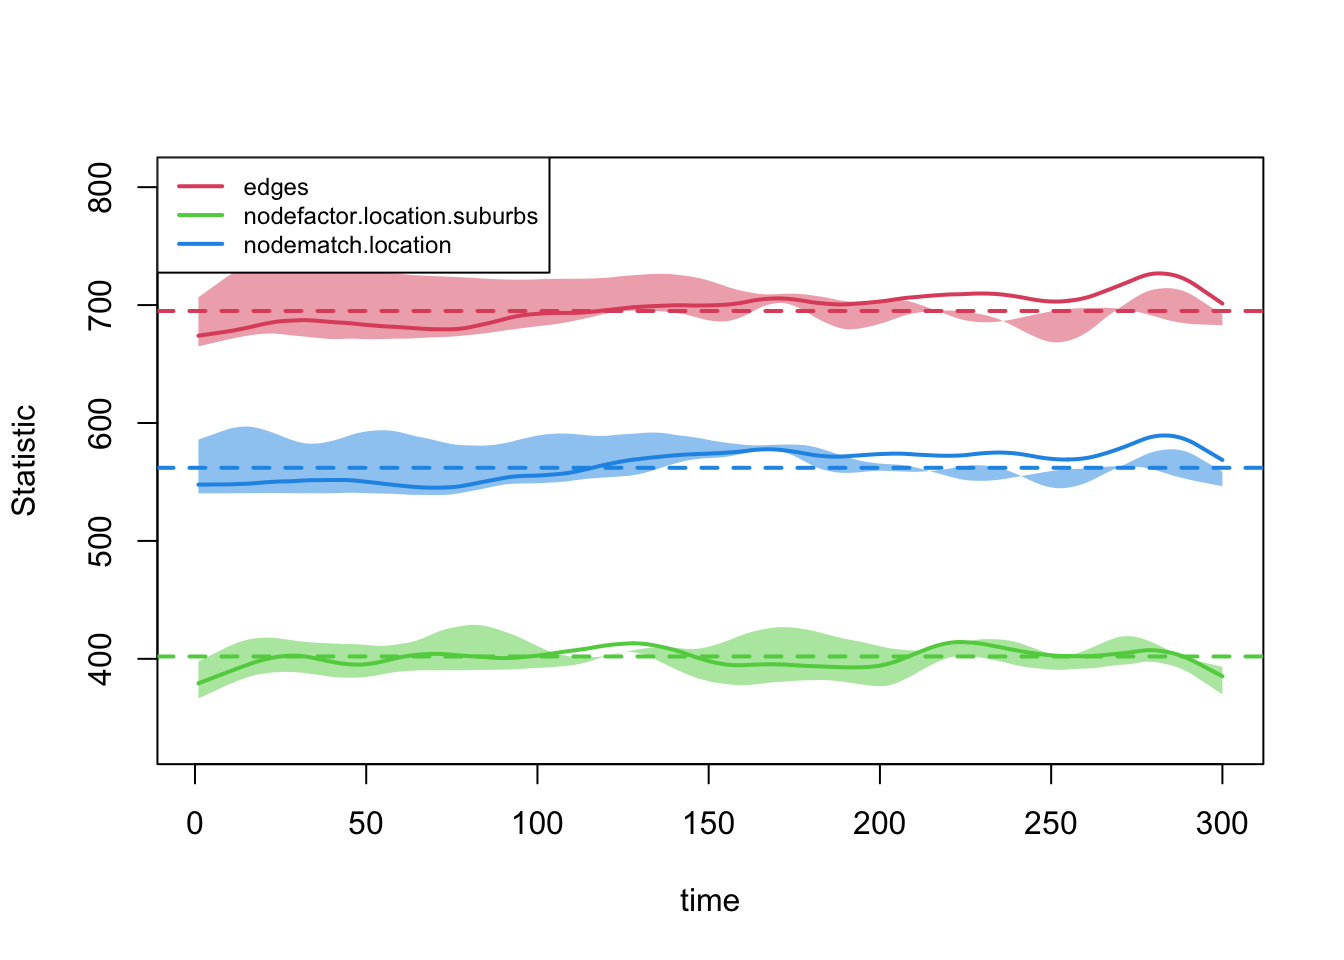 edges
nodefactor.location.suburbs
nodematch.location
800
700
600
500
400
Statistic
0 50 100 150 200 250 300
time